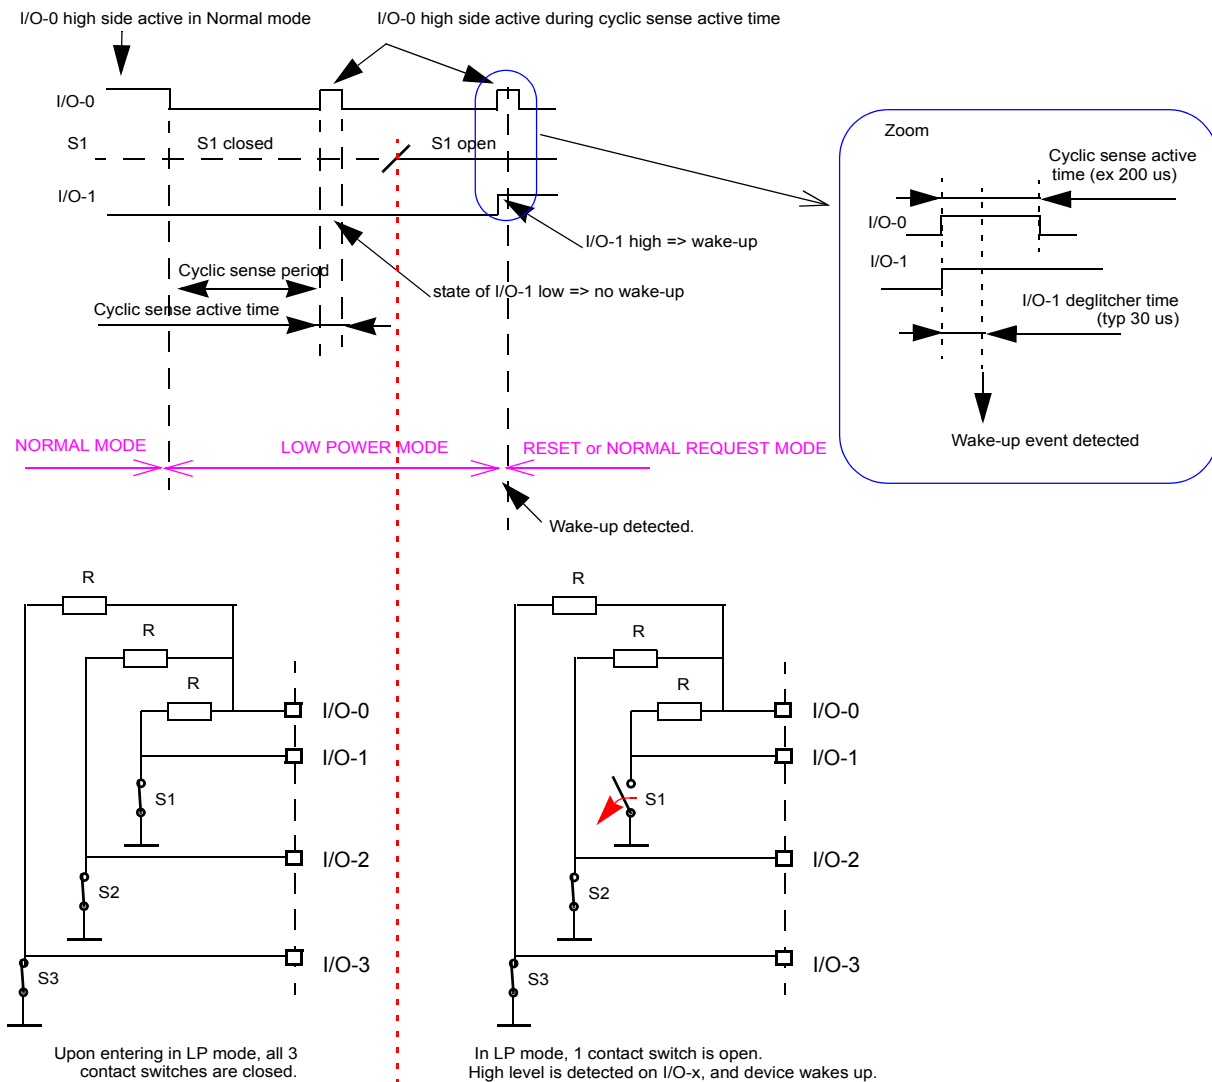 I/O-0 high side active in Normal mode
I/O-0 high side active during cyclic sense active time
I/O-0
S1
S1 closed
S1 open
I/O-1
I/O-1 high => wake-up
Cyclic sense period
state of I/O-1 low => no wake-up
Cyclic sense active time
Zoom
Cyclic sense active
time (ex 200 us)
I/O-0
I/O-1
I/O-1 deglitcher time
(typ 30 us)
Wake-up event detected
NORMAL MODE
LOW POWER MODE
RESET or NORMAL REQUEST MODE
Wake-up detected.
R
R
R
I/O-0
I/O-1
S1
I/O-2
S2
I/O-3
S3
Upon entering in LP mode, all 3
contact switches are closed.
R
R
R
I/O-0
I/O-1
S1
I/O-2
S2
I/O-3
S3
In LP mode, 1 contact switch is open.
High level is detected on I/O-x, and device wakes up.